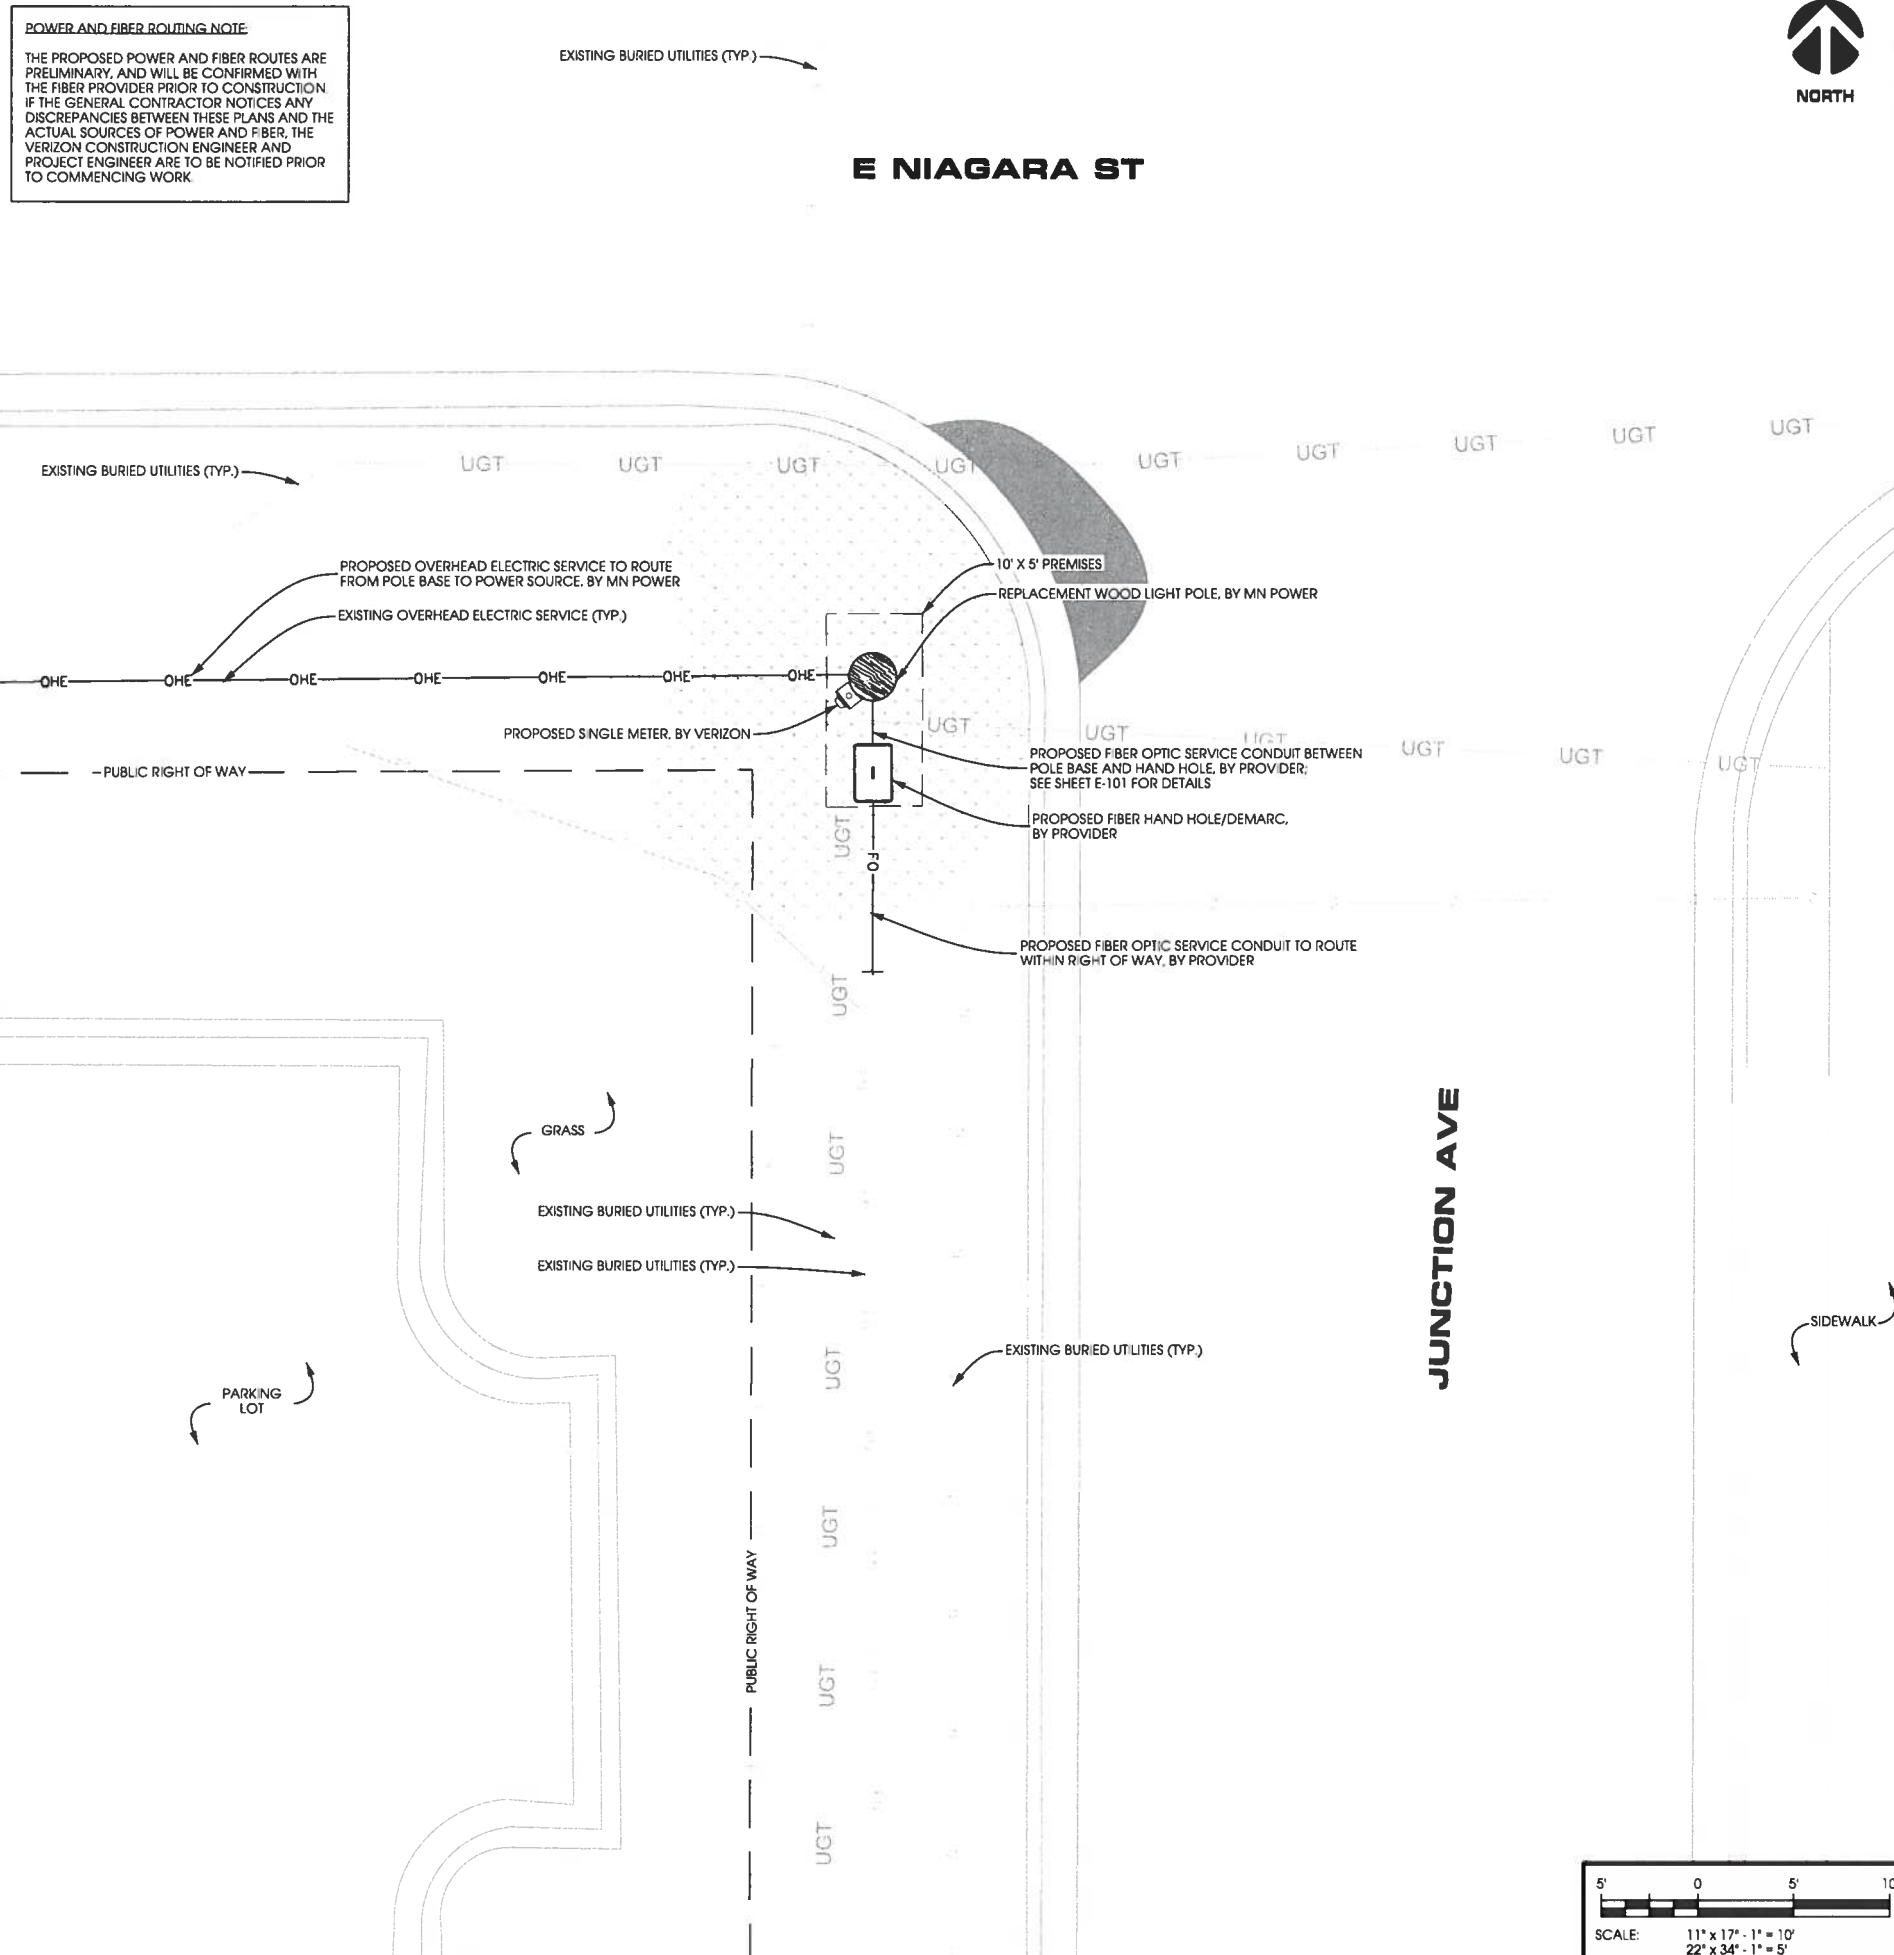 POWER AND FIBER ROUTING NOTE:
THE PROPOSED POWER AND FIBER ROUTES ARE
PRELIMINARY, AND WILL BE CONFIRMED WITH
THE FIBER PROVIDER PRIOR TO CONSTRUCTION.
IF THE GENERAL CONTRACTOR NOTICES ANY
DISCREPANCIES BETWEEN THESE PLANS AND THE
ACTUAL SOURCES OF POWER AND FIBER, THE
VERIZON CONSTRUCTION ENGINEER AND
PROJECT ENGINEER ARE TO BE NOTIFIED PRIOR
TO COMMENCING WORK.
EXISTING BURIED UTILITIES (TYP.)
NORTH
E NIAGARA ST
UGT UGT UGT UGT UGT UGT UGT UGT UGT
EXISTING BURIED UTILITIES (TYP.)
PROPOSED OVERHEAD ELECTRIC SERVICE TO ROUTE
FROM POLE BASE TO POWER SOURCE, BY MN POWER
10' X 5' PREMISES
REPLACEMENT WOOD LIGHT POLE, BY MN POWER
EXISTING OVERHEAD ELECTRIC SERVICE (TYP.)
OHE OHE OHE OHE OHE OHE OHE
PROPOSED SINGLE METER, BY VERIZON
UGT UGT UGT UGT UGT UGT
PROPOSED FIBER OPTIC SERVICE CONDUIT BETWEEN
POLE BASE AND HAND HOLE, BY PROVIDER;
SEE SHEET E-101 FOR DETAILS
PUBLIC RIGHT OF WAY
PROPOSED FIBER HAND HOLE/DEMARC,
BY PROVIDER
UGT
FO
PROPOSED FIBER OPTIC SERVICE CONDUIT TO ROUTE
WITHIN RIGHT OF WAY, BY PROVIDER
UGT
GRASS
UGT
EXISTING BURIED UTILITIES (TYP.)
EXISTING BURIED UTILITIES (TYP.)
JUNCTION AVE
SIDEWALK
EXISTING BURIED UTILITIES (TYP.)
UGT
PARKING
LOT
UGT
PUBLIC RIGHT OF WAY
UGT
UGT
5' 0 5' 10
SCALE: 11" x 17" - 1" = 10'
22" x 34" - 1" = 5'